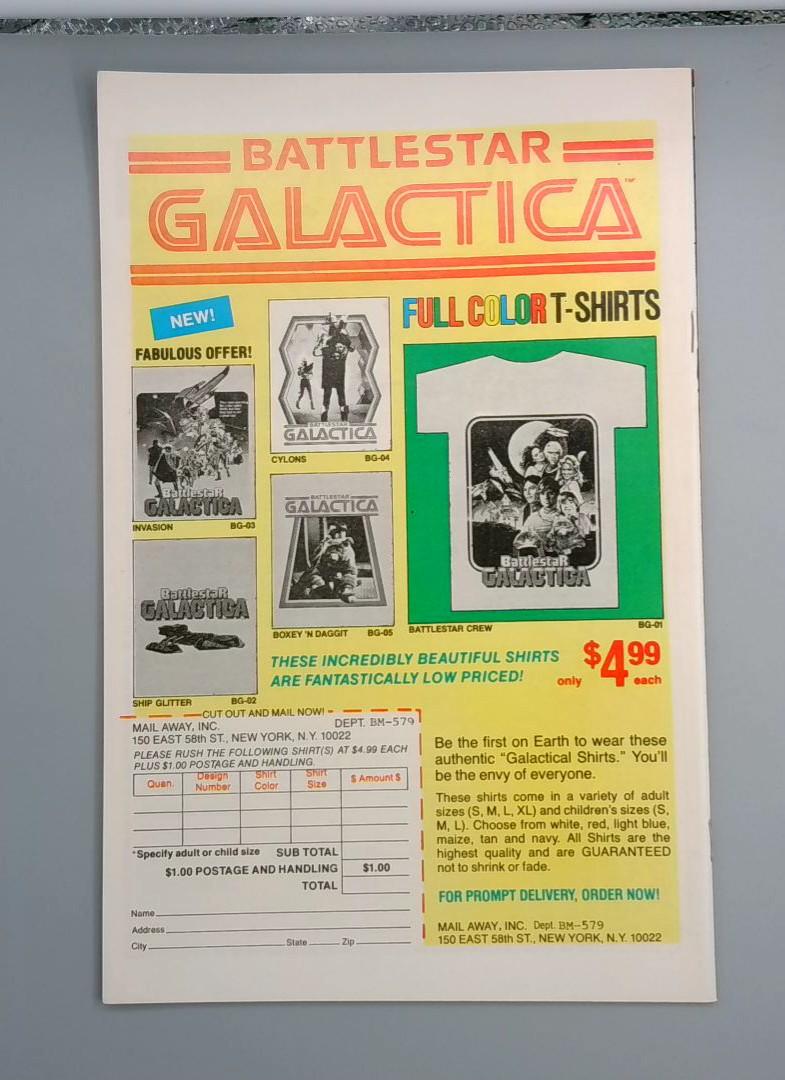 BATTLESTAR
GALACTICA™
NEW!
FABULOUS OFFER!
FULL COLOR T-SHIRTS
BattlestaR
GALACTICA
INVASION BG-03
BATTLESTAR
GALACTICA
CYLONS BG-04
BattlestaR
GALACTICA
SHIP GLITTER BG-02
BATTLESTAR
GALACTICA
BOXEY 'N DAGGIT BG-05
BattlestaR
GALACTICA
BATTLESTAR CREW BG-01
THESE INCREDIBLY BEAUTIFUL SHIRTS
ARE FANTASTICALLY LOW PRICED!
only $4.99 each
CUT OUT AND MAIL NOW!
MAIL AWAY, INC. DEPT. BM-579
150 EAST 58th ST., NEW YORK, N.Y. 10022
PLEASE RUSH THE FOLLOWING SHIRT(S) AT $4.99 EACH
PLUS $1.00 POSTAGE AND HANDLING.
Quan. Design Number Shirt Color Shirt Size $ Amount $
*Specify adult or child size SUB TOTAL
$1.00 POSTAGE AND HANDLING $1.00
TOTAL
Name
Address
City State Zip
Be the first on Earth to wear these
authentic "Galactical Shirts." You'll
be the envy of everyone.
These shirts come in a variety of adult
sizes (S, M, L, XL) and children's sizes (S,
M, L). Choose from white, red, light blue,
maize, tan and navy. All Shirts are the
highest quality and are GUARANTEED
not to shrink or fade.
FOR PROMPT DELIVERY, ORDER NOW!
MAIL AWAY, INC. Dept. BM-579
150 EAST 58th ST., NEW YORK, N.Y. 10022